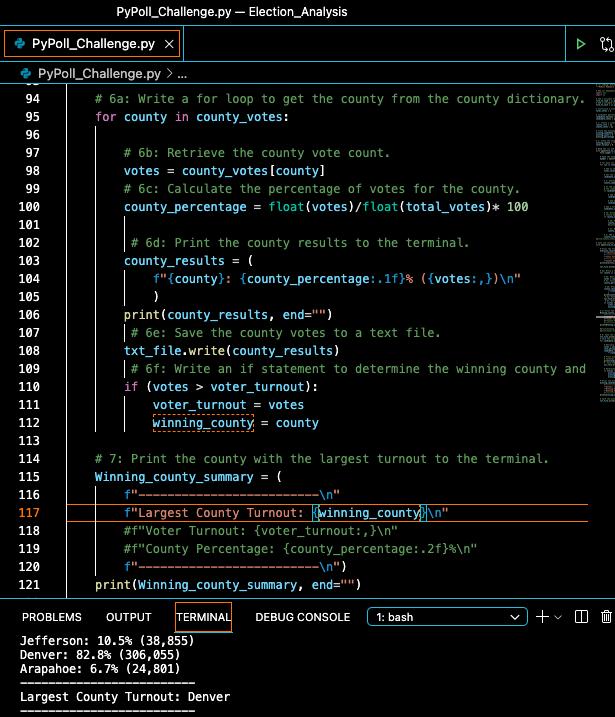 PyPoll_Challenge.py — Election_Analysis
PyPoll_Challenge.py ×
PyPoll_Challenge.py > ...
94 # 6a: Write a for loop to get the county from the county dictionary.
95 for county in county_votes:
96
97 # 6b: Retrieve the county vote count.
98 votes = county_votes[county]
99 # 6c: Calculate the percentage of votes for the county.
100 county_percentage = float(votes)/float(total_votes)* 100
101
102 # 6d: Print the county results to the terminal.
103 county_results = (
104 f"{county}: {county_percentage:.1f}% ({votes:,})\n"
105 )
106 print(county_results, end="")
107 # 6e: Save the county votes to a text file.
108 txt_file.write(county_results)
109 # 6f: Write an if statement to determine the winning county and
110 if (votes > voter_turnout):
111 voter_turnout = votes
112 winning_county = county
113
114 # 7: Print the county with the largest turnout to the terminal.
115 Winning_county_summary = (
116 f"-------------------------\n"
117 f"Largest County Turnout: {winning_county}\n"
118 #f"Voter Turnout: {voter_turnout:,}\n"
119 #f"County Percentage: {county_percentage:.2f}%\n"
120 f"-------------------------\n")
121 print(Winning_county_summary, end="")
PROBLEMS OUTPUT TERMINAL DEBUG CONSOLE 1: bash
Jefferson: 10.5% (38,855)
Denver: 82.8% (306,055)
Arapahoe: 6.7% (24,801)
-------------------------
Largest County Turnout: Denver
-------------------------